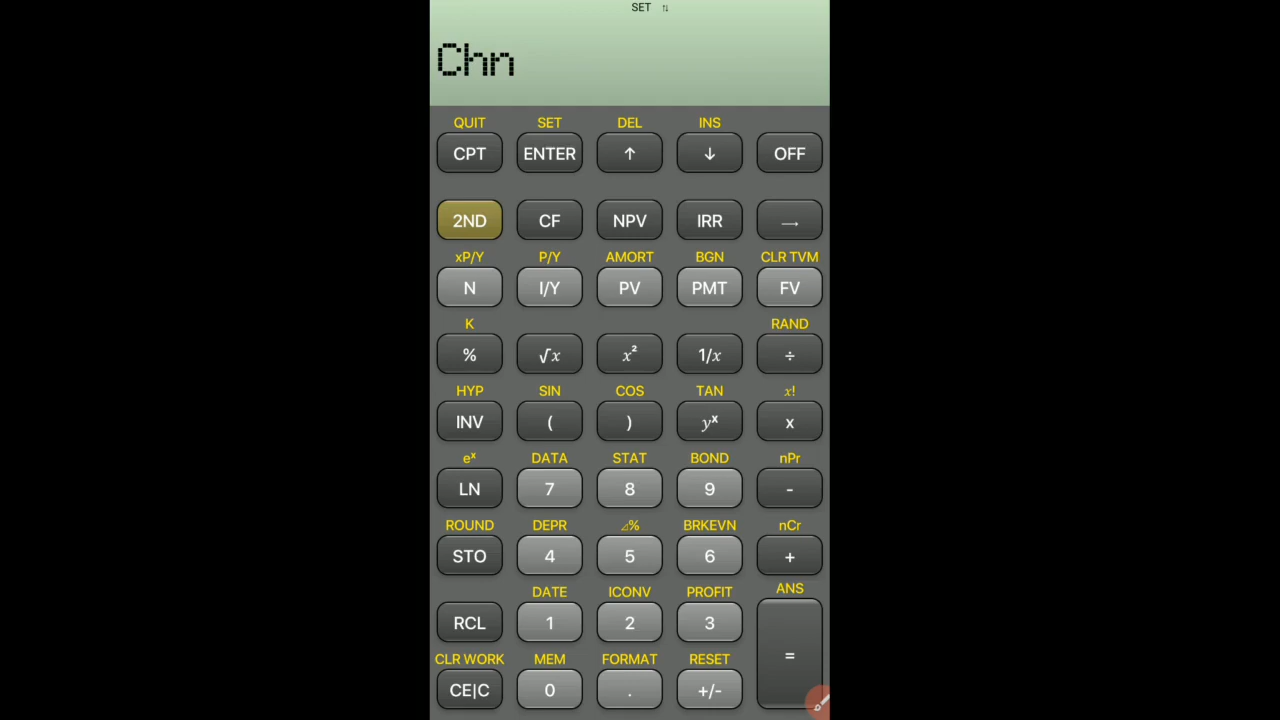 SET ↑↓
Chn
QUIT SET DEL INS
CPT ENTER ↑ ↓ OFF
2ND CF NPV IRR →
xP/Y P/Y AMORT BGN CLR TVM
N I/Y PV PMT FV
K RAND
% √x x² 1/x ÷
HYP SIN COS TAN x!
INV ( ) yˣ x
eˣ DATA STAT BOND nPr
LN 7 8 9 -
ROUND DEPR ⊿% BRKEVN nCr
STO 4 5 6 +
DATE ICONV PROFIT ANS
RCL 1 2 3 =
CLR WORK MEM FORMAT RESET
CE|C 0 . +/-